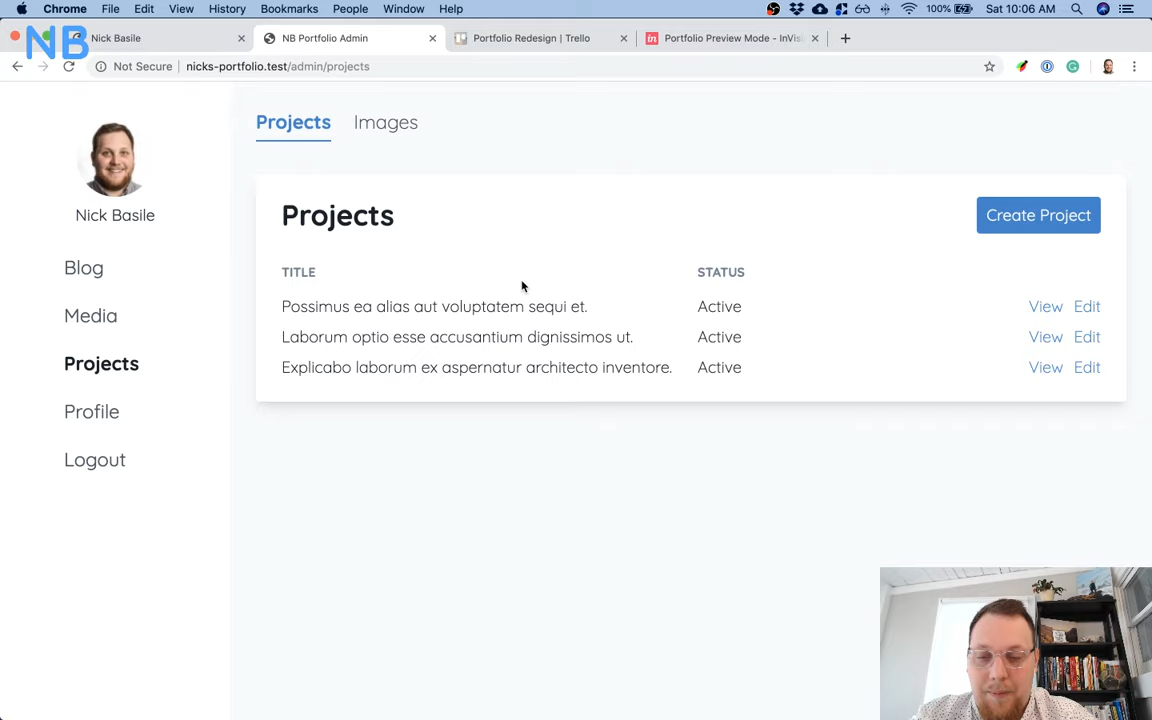 Chrome File Edit View History Bookmarks People Window Help 100% Sat 10:06 AM
NB
Nick Basile NB Portfolio Admin Portfolio Redesign | Trello Portfolio Preview Mode - InVisi
Not Secure nicks-portfolio.test/admin/projects
Nick Basile
Blog
Media
Projects
Profile
Logout
Projects Images
Projects Create Project
TITLE STATUS
Possimus ea alias aut voluptatem sequi et. Active View Edit
Laborum optio esse accusantium dignissimos ut. Active View Edit
Explicabo laborum ex aspernatur architecto inventore. Active View Edit